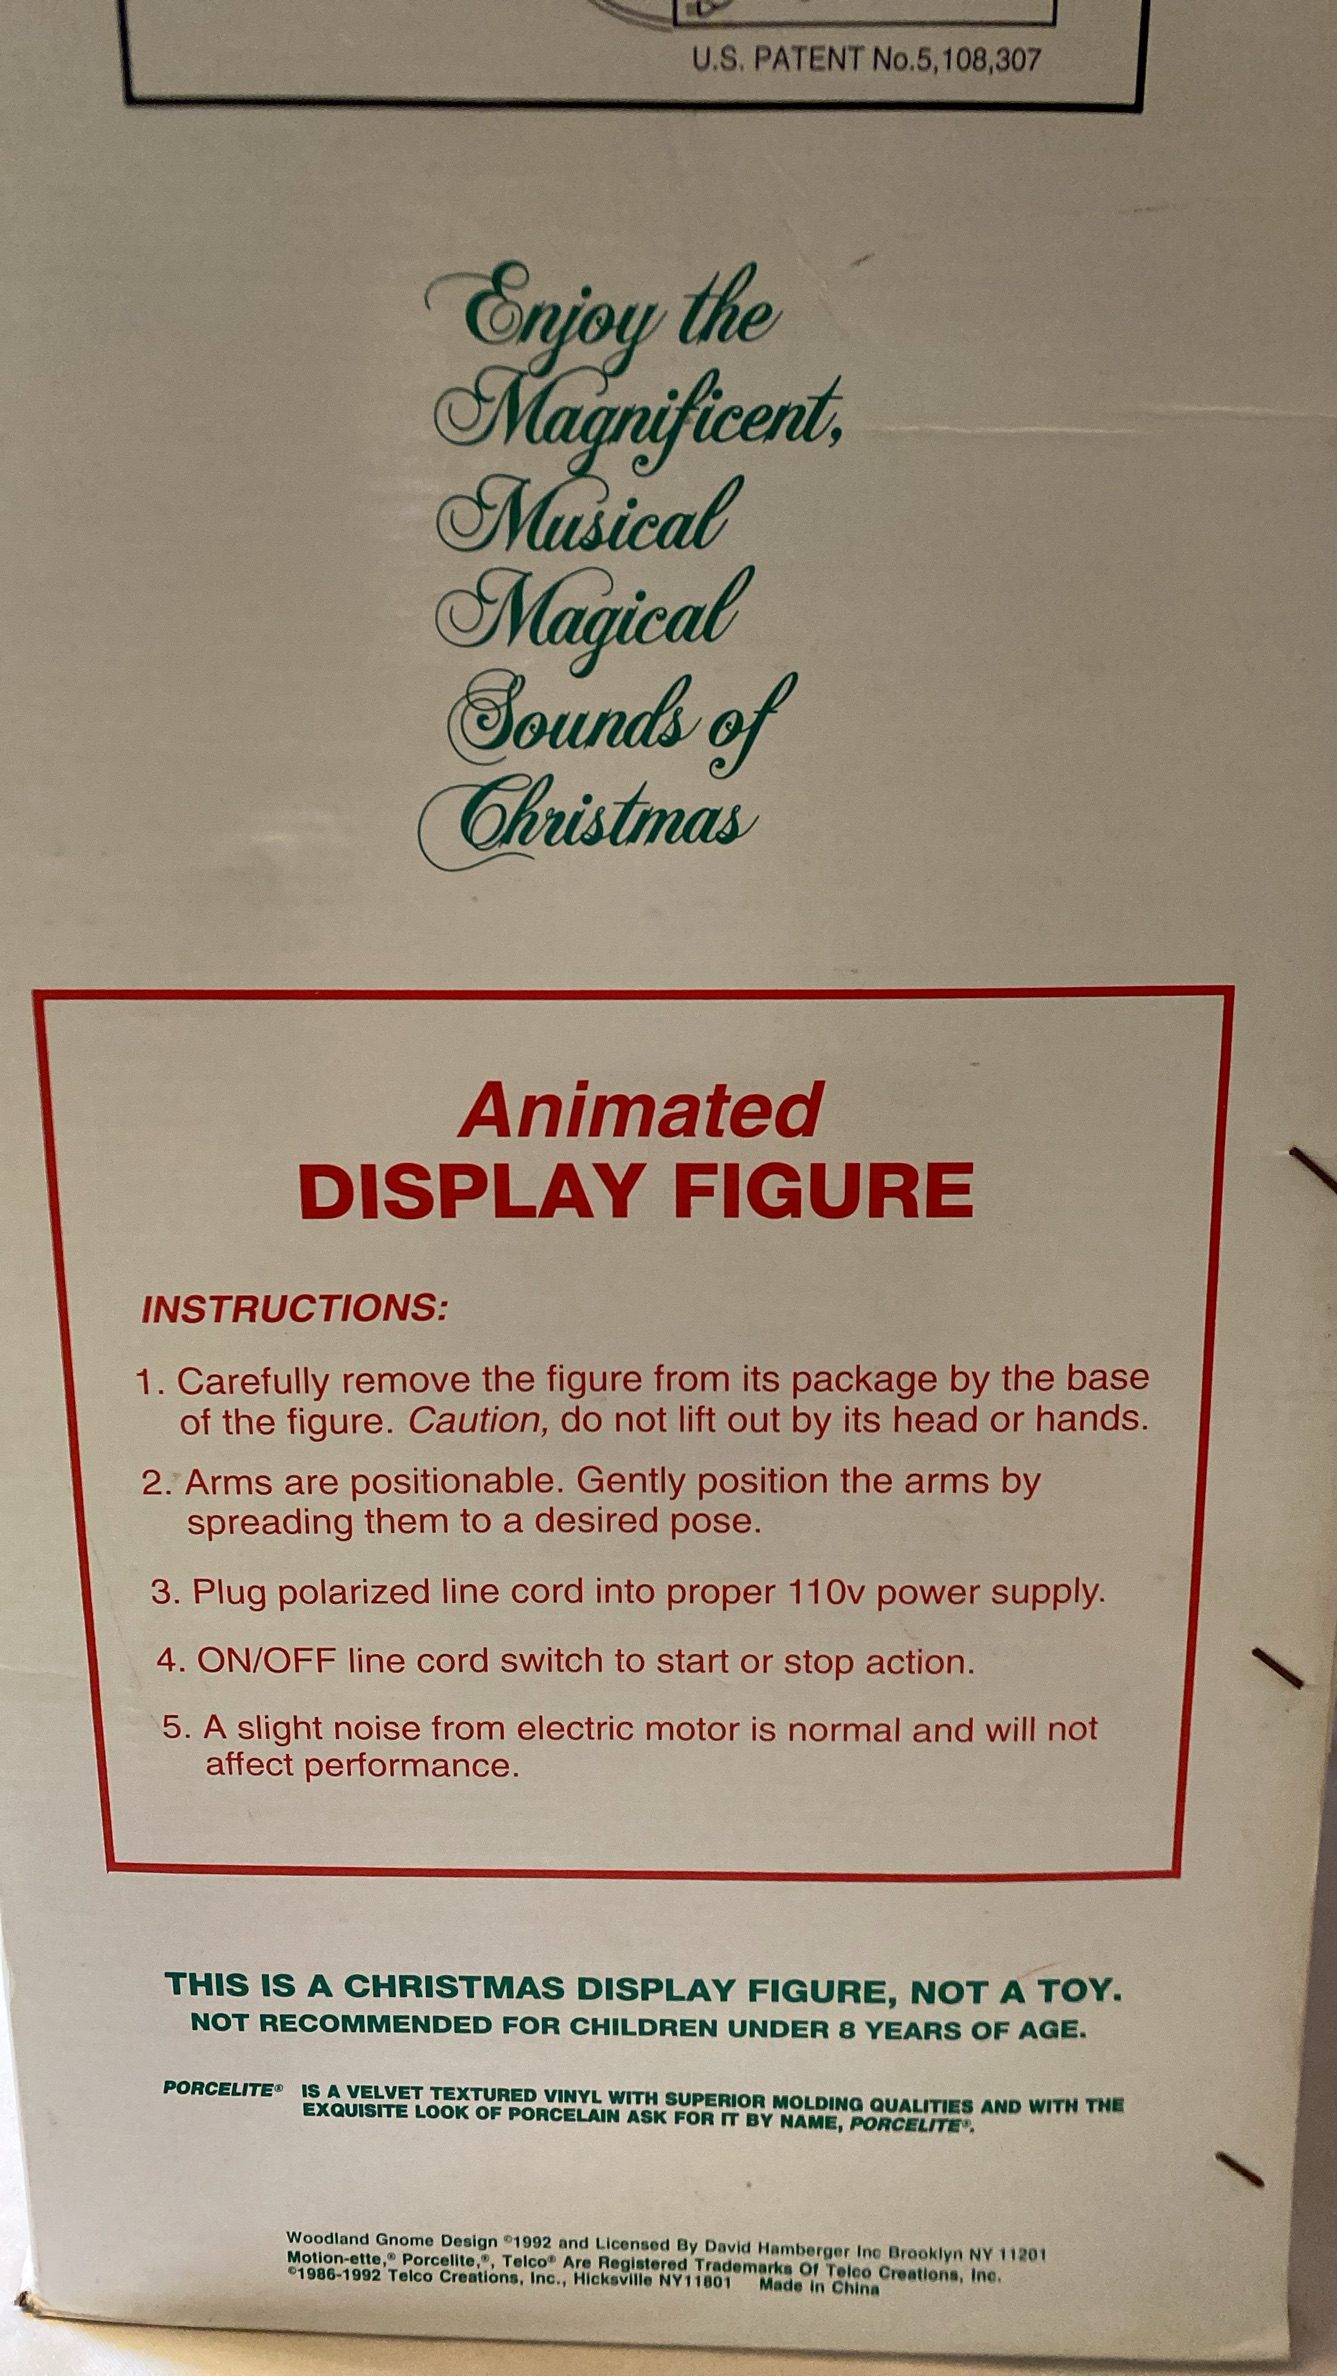 U.S. PATENT No.5,108,307
Enjoy the
Magnificent,
Musical
Magical
Sounds of
Christmas
Animated
DISPLAY FIGURE
INSTRUCTIONS:
1. Carefully remove the figure from its package by the base
of the figure. Caution, do not lift out by its head or hands.
2. Arms are positionable. Gently position the arms by
spreading them to a desired pose.
3. Plug polarized line cord into proper 110v power supply.
4. ON/OFF line cord switch to start or stop action.
5. A slight noise from electric motor is normal and will not
affect performance.
THIS IS A CHRISTMAS DISPLAY FIGURE, NOT A TOY.
NOT RECOMMENDED FOR CHILDREN UNDER 8 YEARS OF AGE.
PORCELITE® IS A VELVET TEXTURED VINYL WITH SUPERIOR MOLDING QUALITIES AND WITH THE
EXQUISITE LOOK OF PORCELAIN ASK FOR IT BY NAME, PORCELITE®.
Woodland Gnome Design ©1992 and Licensed By David Hamberger Inc Brooklyn NY 11201
Motion-ette,® Porcelite,®, Telco® Are Registered Trademarks Of Telco Creations, Inc.
©1986-1992 Telco Creations, Inc., Hicksville NY11801 Made in China